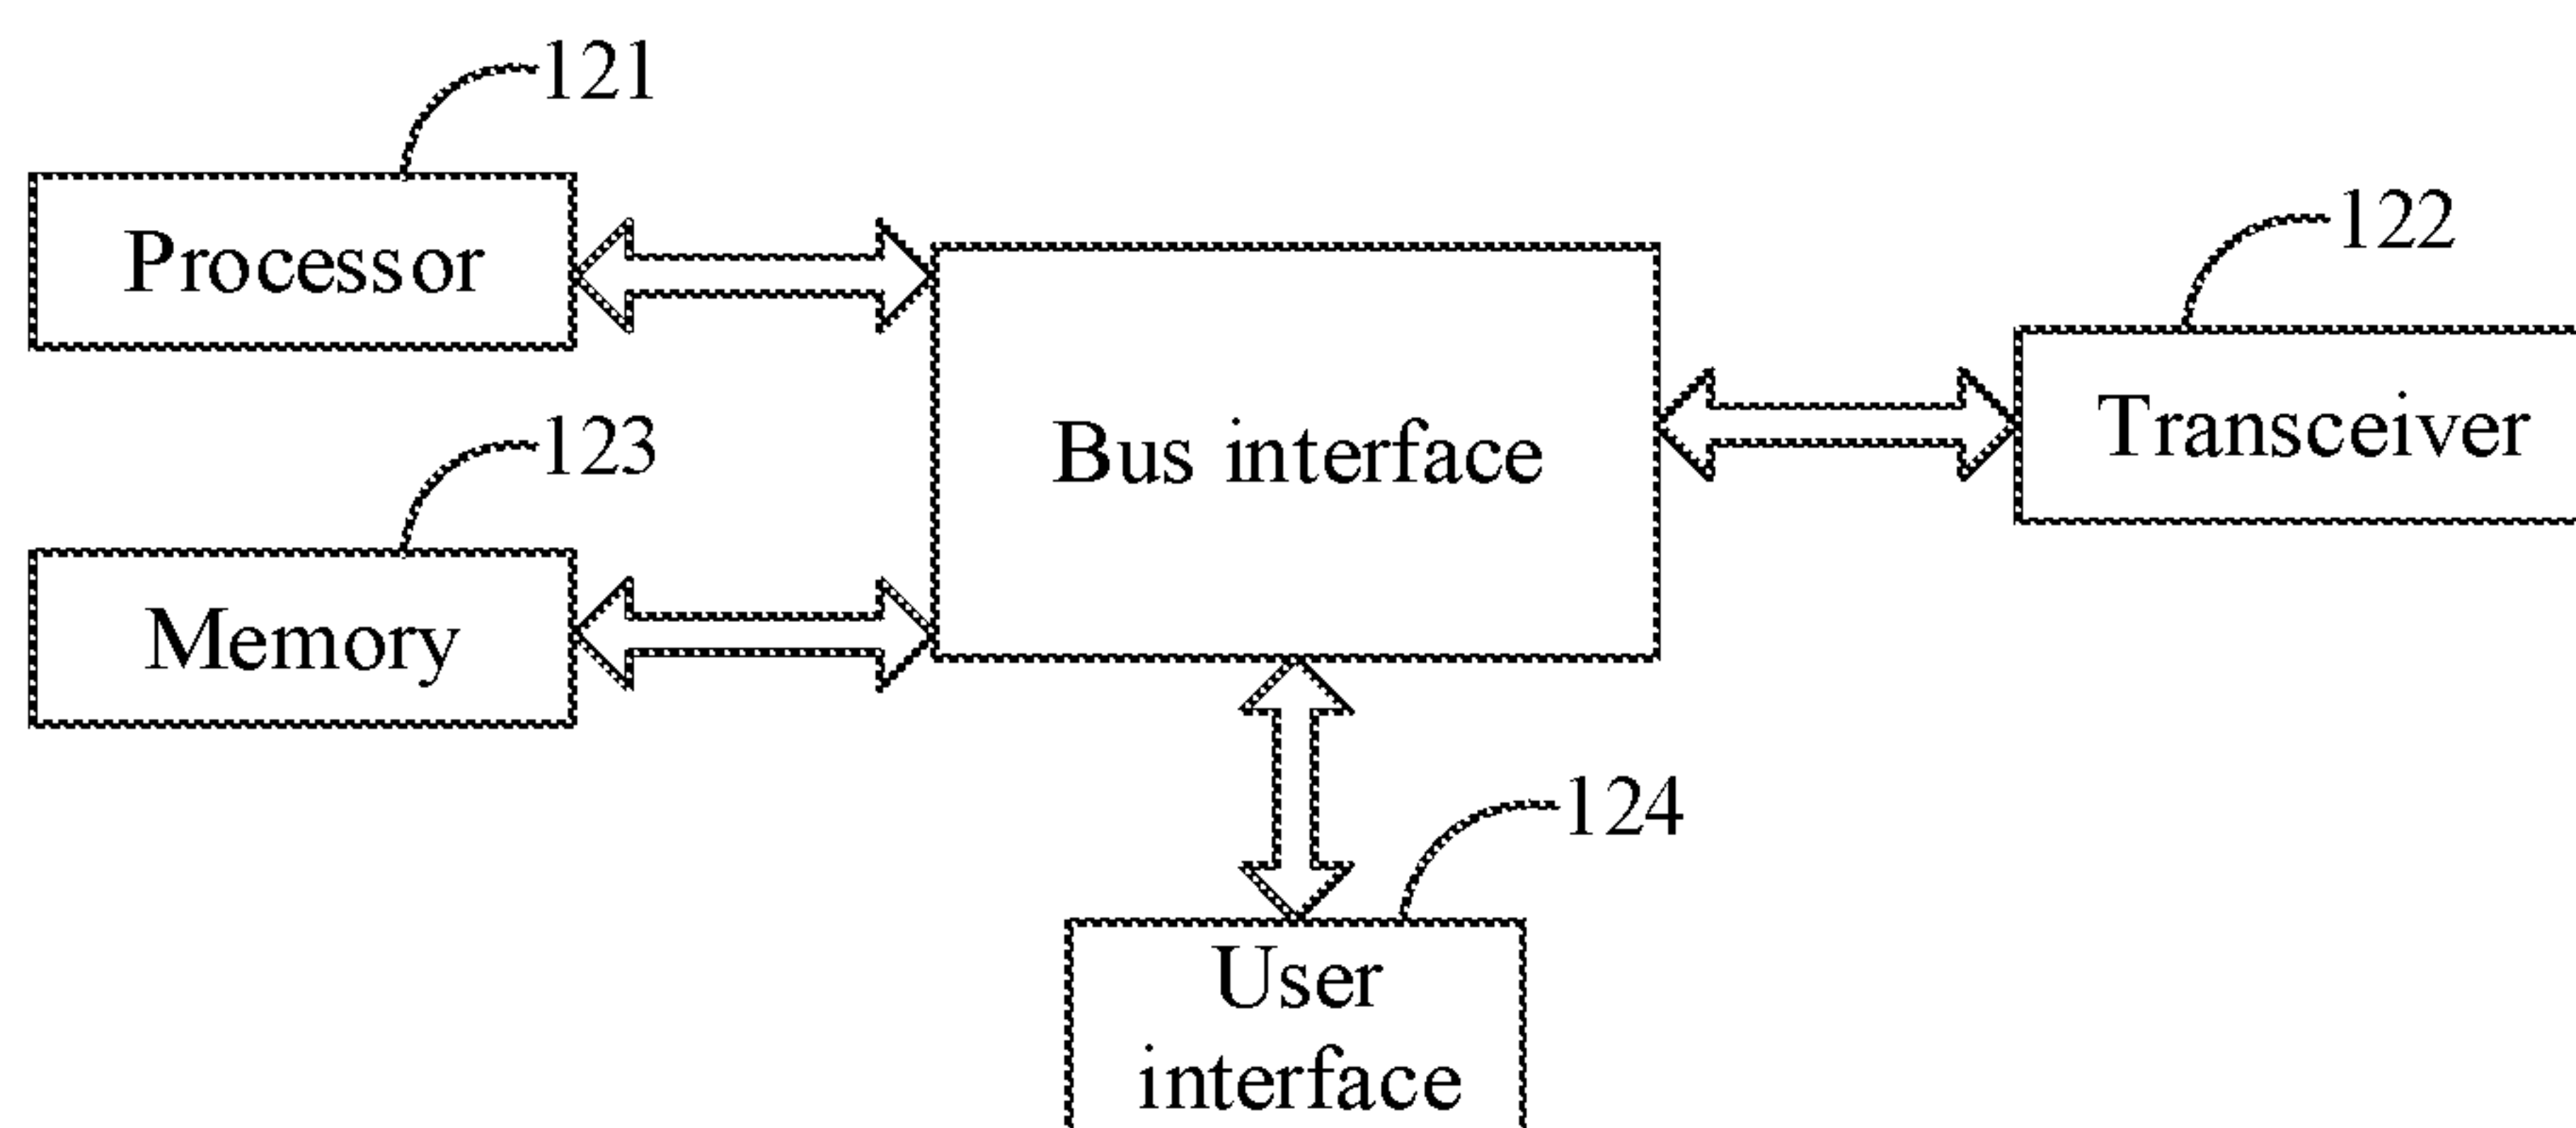 121
Processor
122
Bus interface
Transceiver
123
Memory
124
User
interface